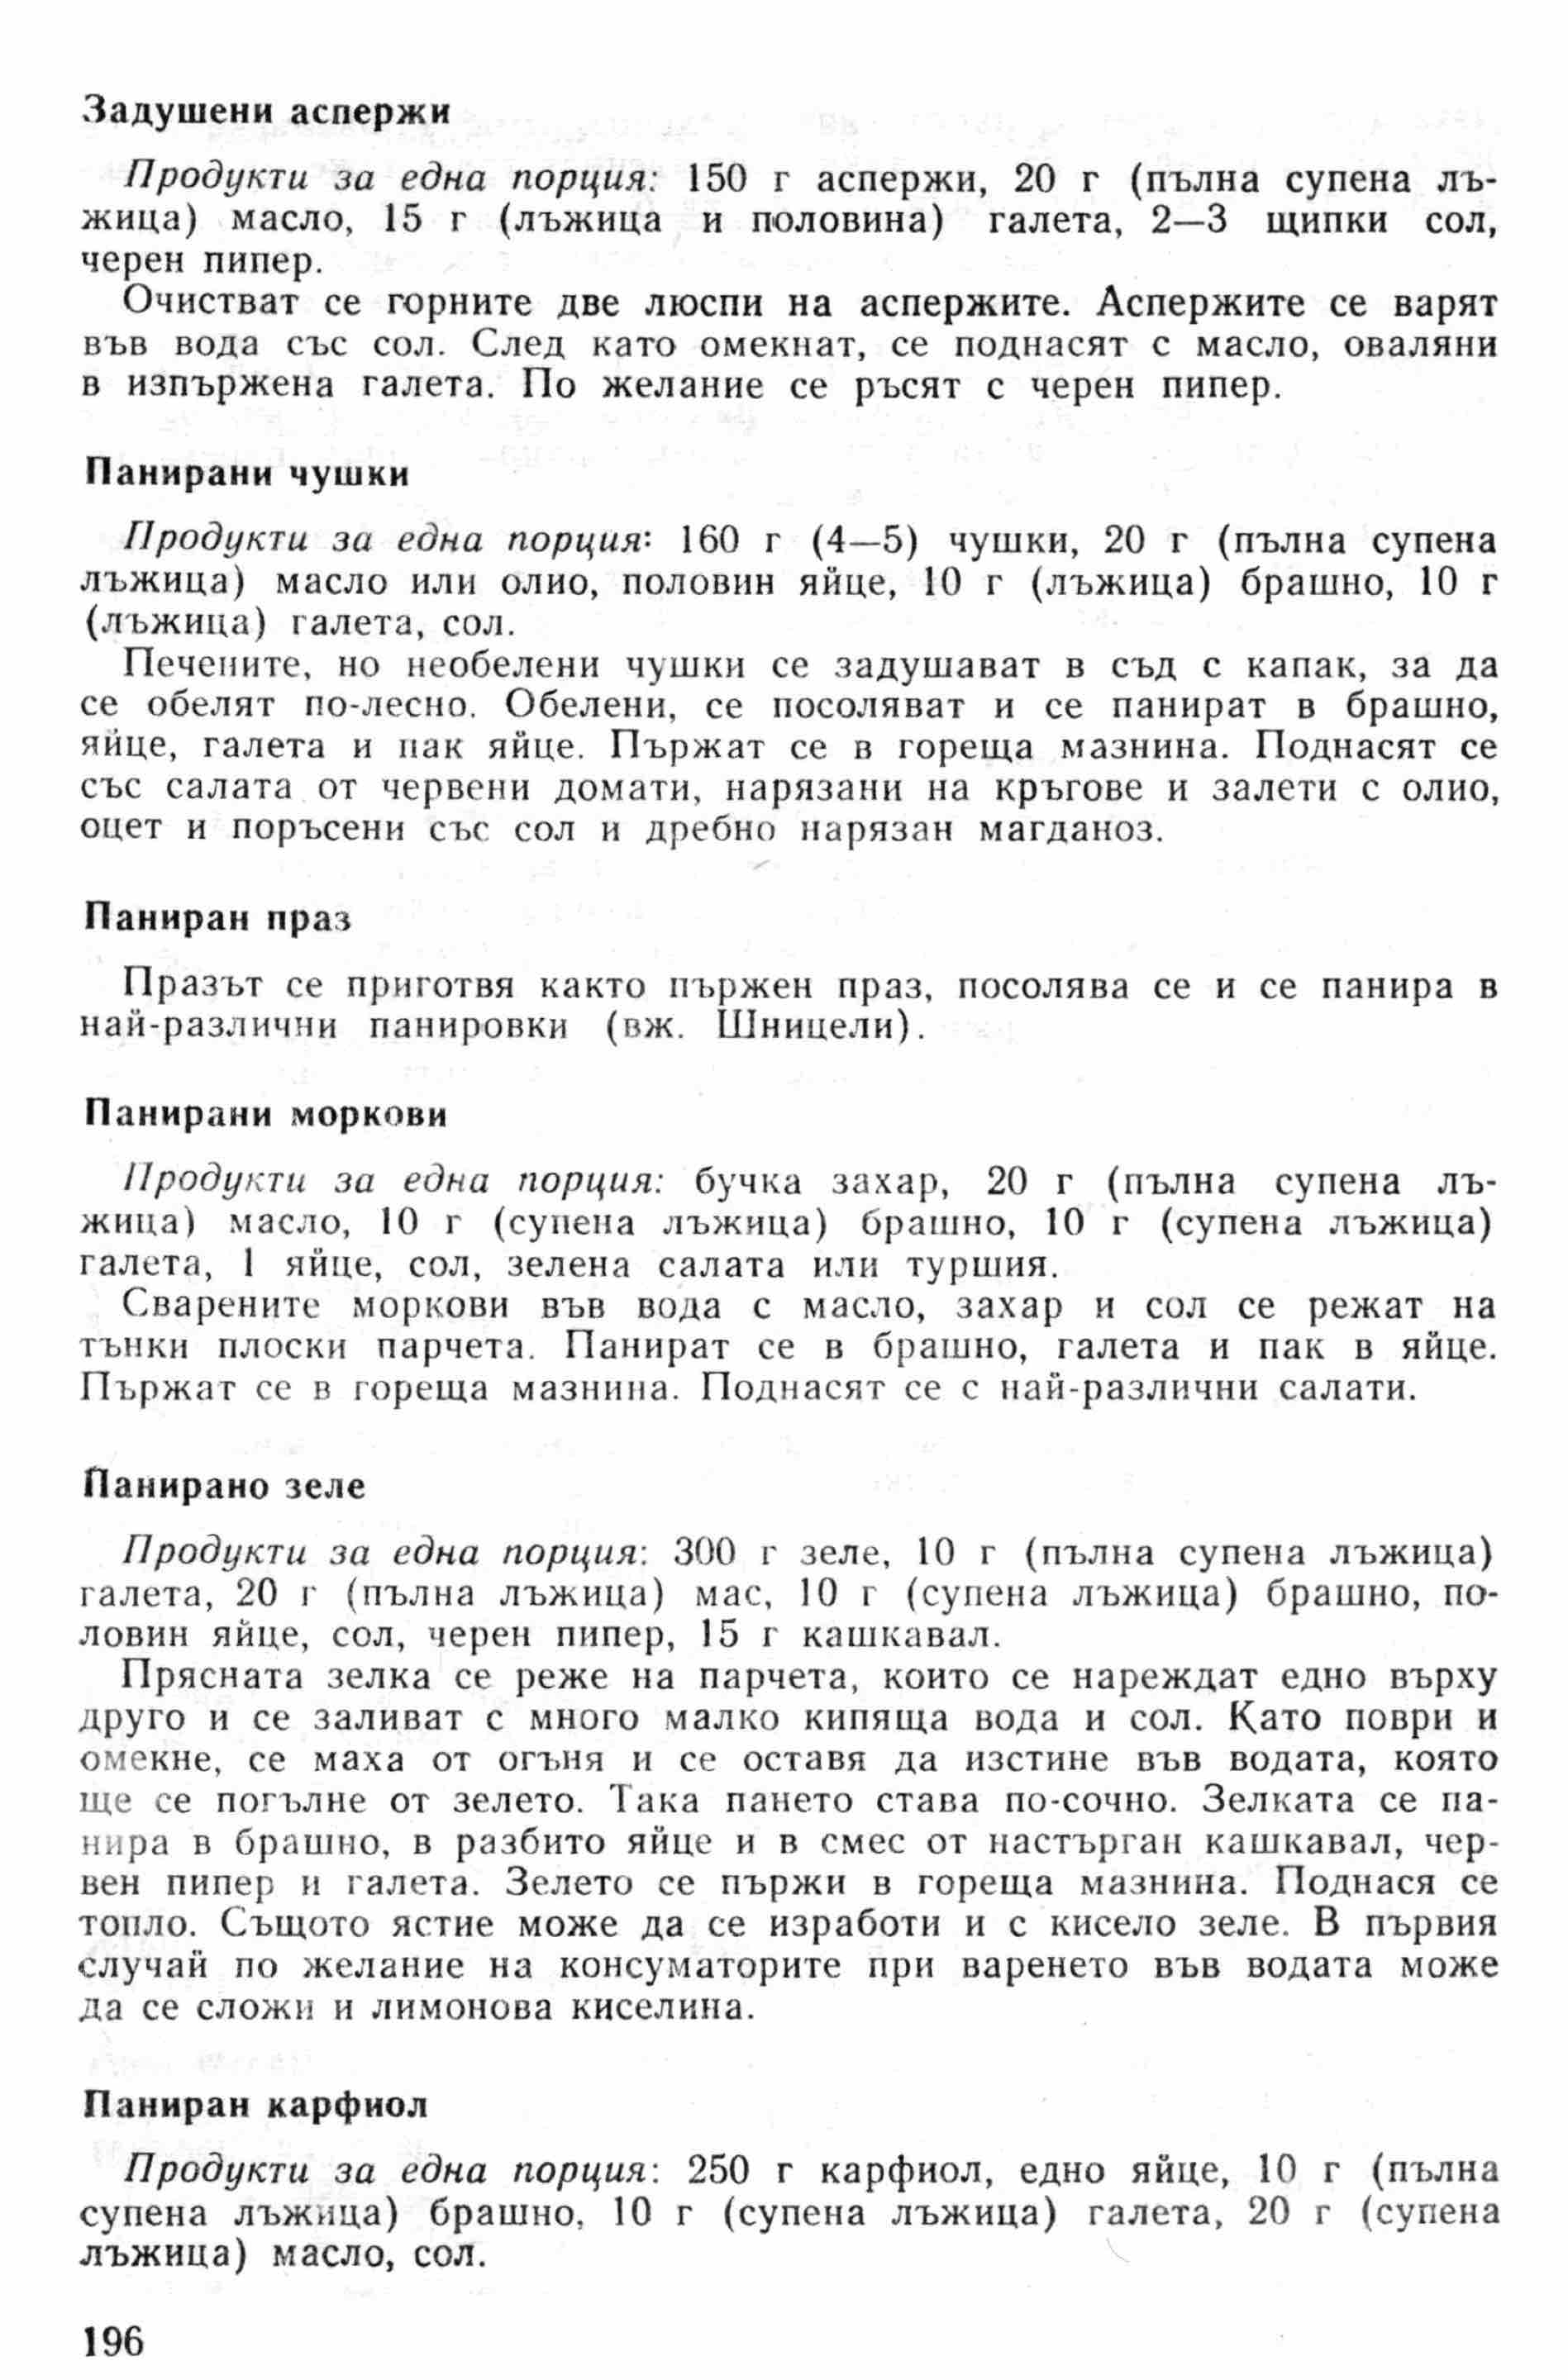 Задушени аспержи
Продукти за една порция: 150 г аспержи, 20 г (пълна супена лъ-
жица) масло, 15 г (лъжица и половина) галета, 2—3 щипки сол,
черен пипер.
Очистват се горните две люспи на аспержите. Аспержите се варят
във вода със сол. След като омекнат, се поднасят с масло, оваляни
в изпържена галета. По желание се ръсят с черен пипер.
Панирани чушки
Продукти за една порция: 160 г (4—5) чушки, 20 г (пълна супена
лъжица) масло или олио, половин яйце, 10 г (лъжица) брашно, 10 г
(лъжица) галета, сол.
Печените, но необелени чушки се задушават в съд с капак, за да
се обелят по-лесно. Обелени, се посоляват и се панират в брашно,
яйце, галета и пак яйце. Пържат се в гореща мазнина. Поднасят се
със салата от червени домати, нарязани на кръгове и залети с олио,
оцет и поръсени със сол и дребно нарязан магданоз.
Паниран праз
Празът се приготвя както пържен праз, посолява се и се панира в
най-различни панировки (вж. Шницели).
Панирани моркови
Продукти за една порция: бучка захар, 20 г (пълна супена лъ-
жица) масло, 10 г (супена лъжица) брашно, 10 г (супена лъжица)
галета, 1 яйце, сол, зелена салата или туршия.
Сварените моркови във вода с масло, захар и сол се режат на
тънки плоски парчета. Панират се в брашно, галета и пак в яйце.
Пържат се в гореща мазнина. Поднасят се с най-различни салати.
Панирано зеле
Продукти за една порция: 300 г зеле, 10 г (пълна супена лъжица)
галета, 20 г (пълна лъжица) мас, 10 г (супена лъжица) брашно, по-
ловин яйце, сол, черен пипер, 15 г кашкавал.
Прясната зелка се реже на парчета, които се нареждат едно върху
друго и се заливат с много малко кипяща вода и сол. Като поври и
омекне, се маха от огъня и се оставя да изстине във водата, която
ще се погълне от зелето. Така пането става по-сочно. Зелката се па-
нира в брашно, в разбито яйце и в смес от настърган кашкавал, чер-
вен пипер и галета. Зелето се пържи в гореща мазнина. Поднася се
топло. Същото ястие може да се изработи и с кисело зеле. В първия
случай по желание на консуматорите при варенето във водата може
да се сложи и лимонова киселина.
Паниран карфиол
Продукти за една порция: 250 г карфиол, едно яйце, 10 г (пълна
супена лъжица) брашно, 10 г (супена лъжица) галета, 20 г (супена
лъжица) масло, сол.
196